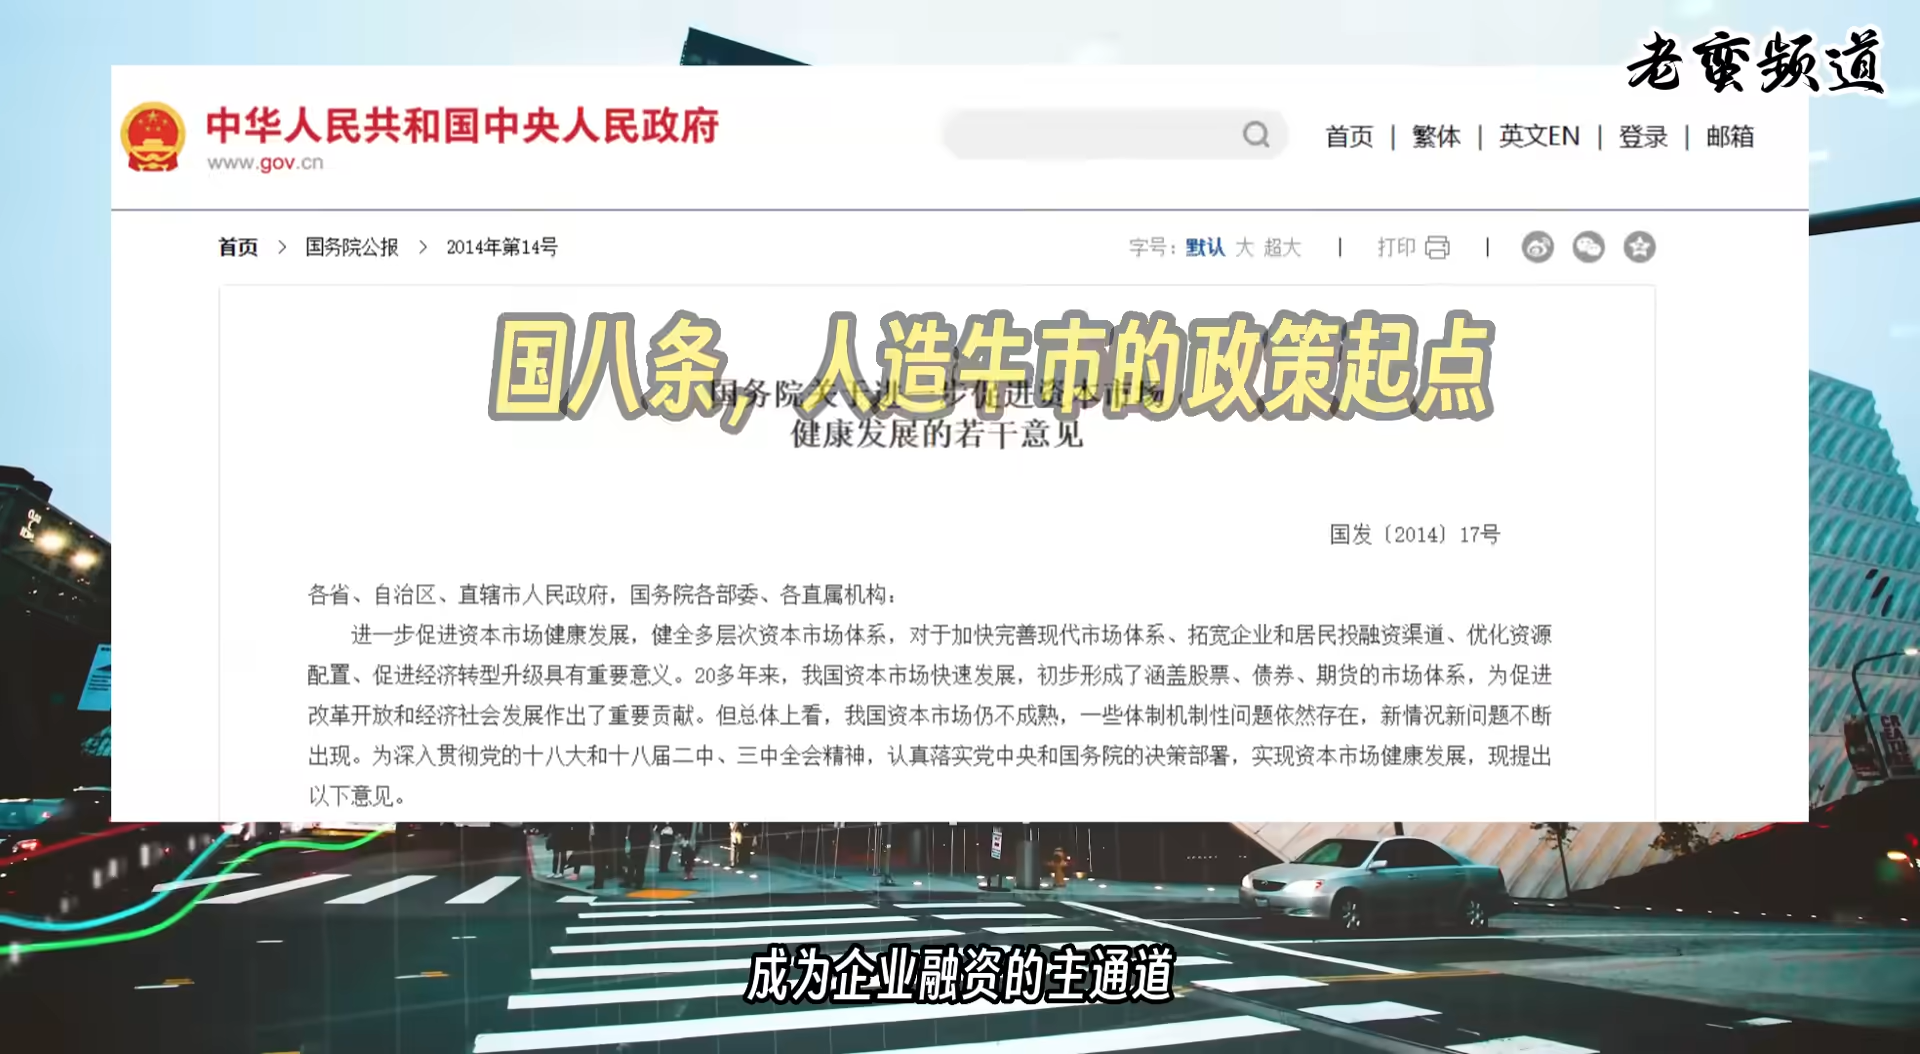 老蛮频道
中华人民共和国中央人民政府
www.gov.cn
首页 | 繁体 | 英文EN | 登录 | 邮箱
首页 > 国务院公报 > 2014年第14号
字号：默认 大 超大 | 打印 |
国八条，人造牛市的政策起点
国务院关于进一步促进资本市场
健康发展的若干意见
国发〔2014〕17号
各省、自治区、直辖市人民政府，国务院各部委、各直属机构：
进一步促进资本市场健康发展，健全多层次资本市场体系，对于加快完善现代市场体系、拓宽企业和居民投融资渠道、优化资源
配置、促进经济转型升级具有重要意义。20多年来，我国资本市场快速发展，初步形成了涵盖股票、债券、期货的市场体系，为促进
改革开放和经济社会发展作出了重要贡献。但总体上看，我国资本市场仍不成熟，一些体制机制性问题依然存在，新情况新问题不断
出现。为深入贯彻党的十八大和十八届二中、三中全会精神，认真落实党中央和国务院的决策部署，实现资本市场健康发展，现提出
以下意见。
成为企业融资的主通道